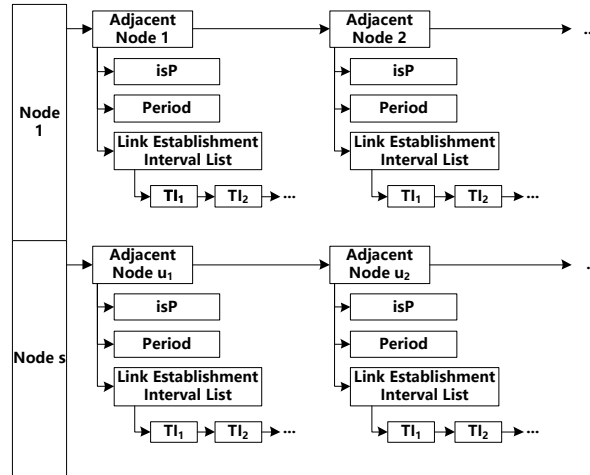 Node
1
Adjacent
Node 1
isP
Period
Link Establishment
Interval List
TI₁
TI₂
...
Adjacent
Node 2
isP
Period
Link Establishment
Interval List
TI₁
TI₂
...
..
Node s
Adjacent
Node u₁
isP
Period
Link Establishment
Interval List
TI₁
TI₂
...
Adjacent
Node u₂
isP
Period
Link Establishment
Interval List
TI₁
TI₂
...
.